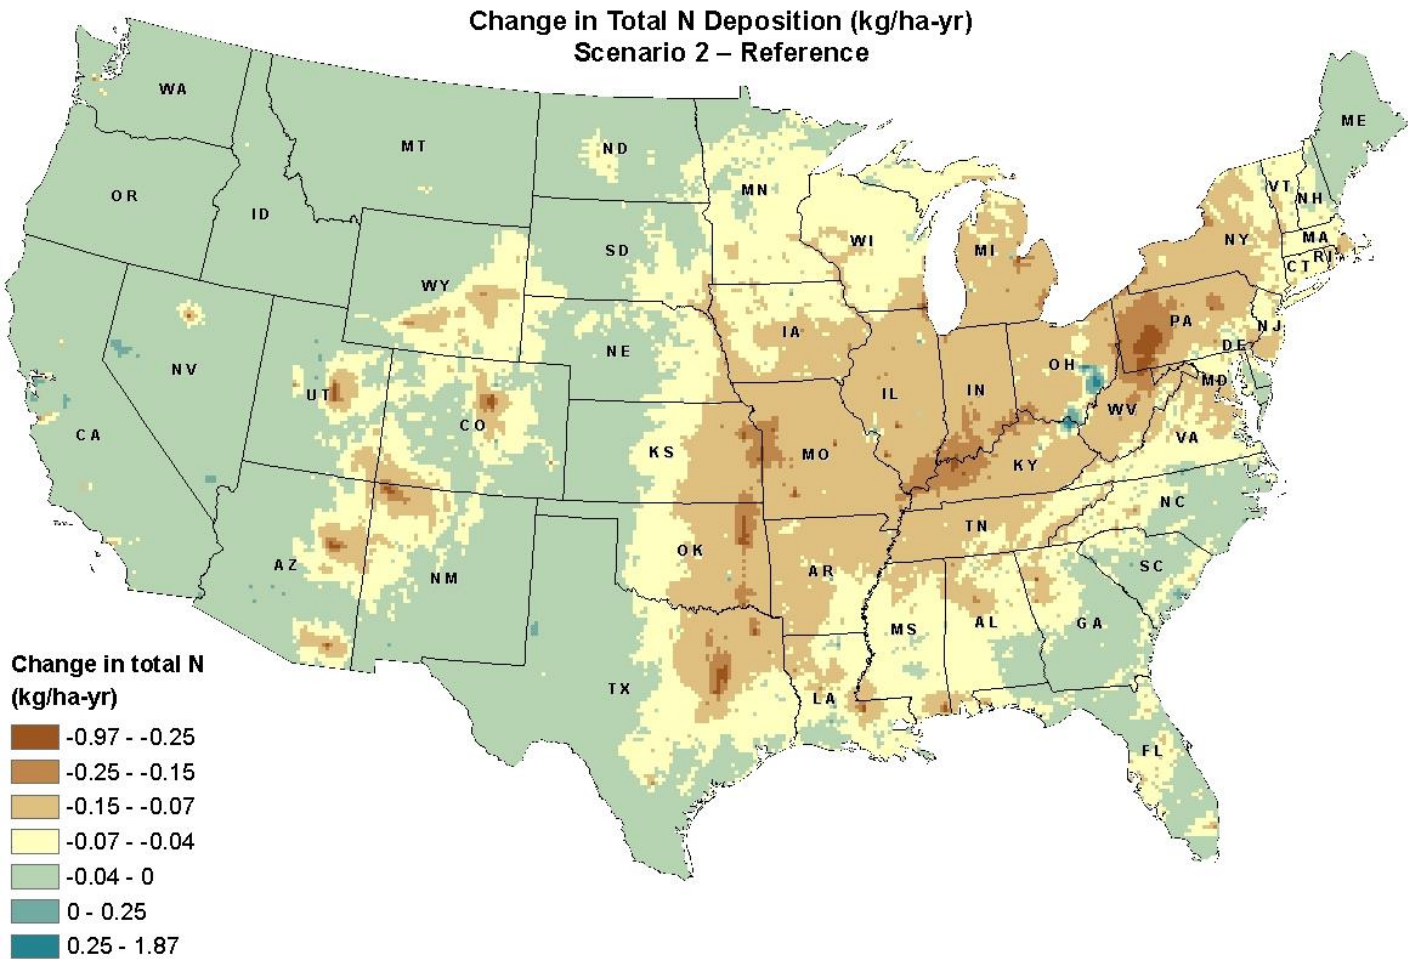 Change in Total N Deposition (kg/ha-yr)
Scenario 2 – Reference
WA
MT
ND
MN
ME
OR
ID
SD
WI
MI
VT
NH
NY
MA
CT
RI
WY
IA
PA
NJ
NE
OH
DE
NV
UT
IL
IN
MD
CO
WV
CA
KS
MO
KY
VA
NC
TN
AZ
NM
OK
AR
SC
MS
AL
GA
TX
LA
FL
Change in total N
(kg/ha-yr)
-0.97 - -0.25
-0.25 - -0.15
-0.15 - -0.07
-0.07 - -0.04
-0.04 - 0
0 - 0.25
0.25 - 1.87